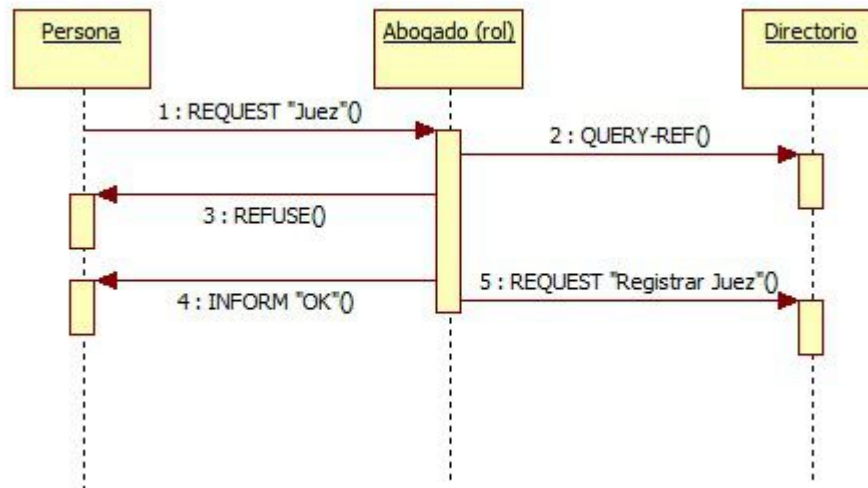 Persona
Abogado (rol)
Directorio
1 : REQUEST "Juez"()
2 : QUERY-REF()
3 : REFUSE()
4 : INFORM "OK"()
5 : REQUEST "Registrar Juez"()